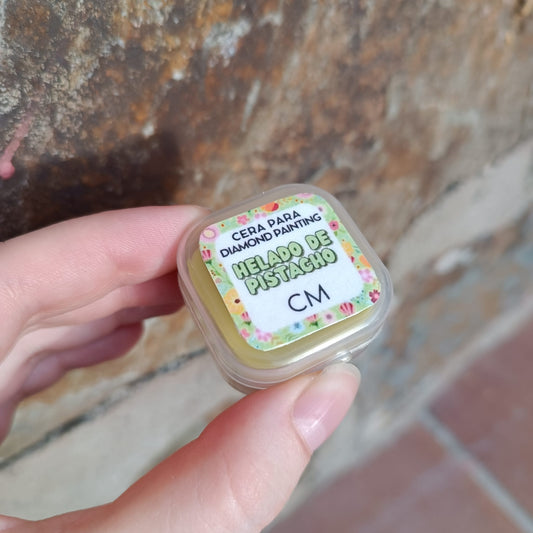 CERA PARA
DIAMOND PAINTING
HELADO DE
PISTACHO
CM